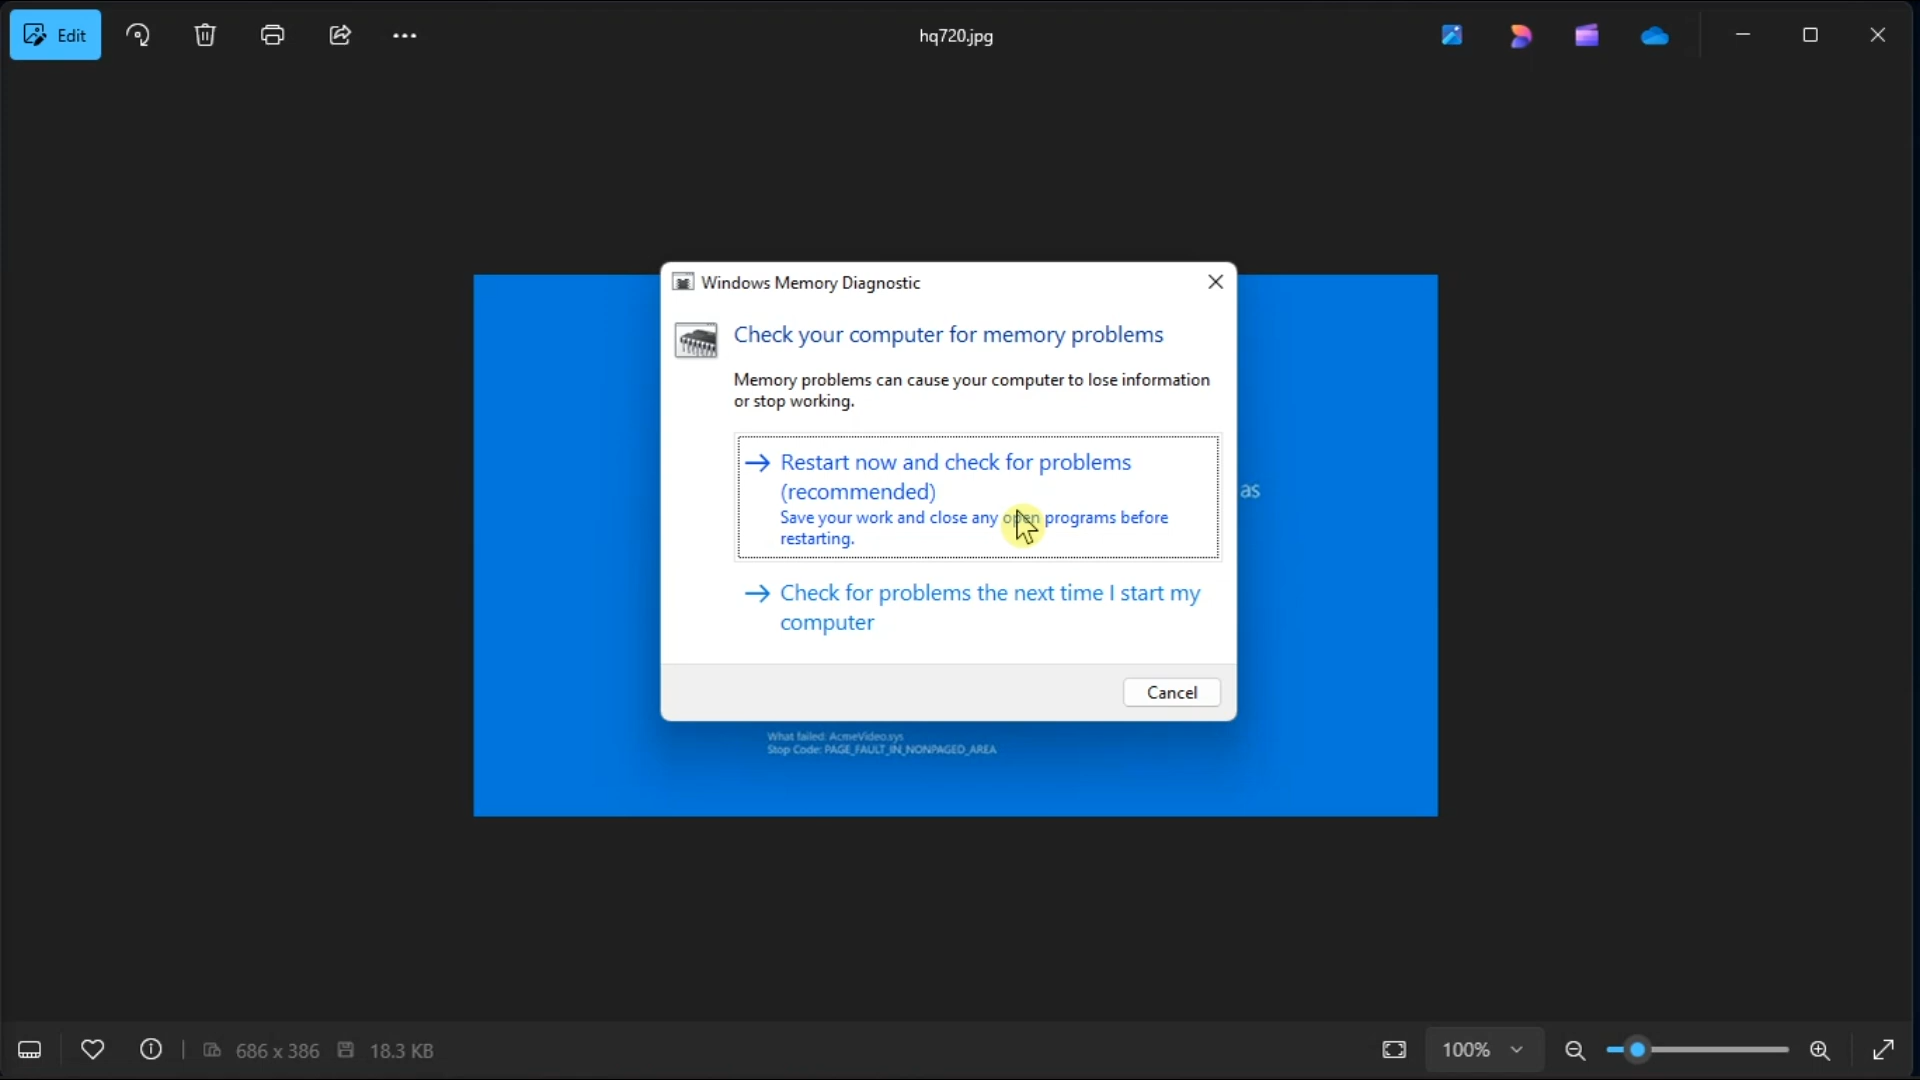 Edit
hq720.jpg
Windows Memory Diagnostic
Check your computer for memory problems
Memory problems can cause your computer to lose information
or stop working.
Restart now and check for problems
(recommended)
Save your work and close any open programs before
restarting.
as
Check for problems the next time I start my
computer
Cancel
What failed: AcmeVideo.sys
Stop Code: PAGE_FAULT_IN_NONPAGED_AREA
686 x 386 18.3 KB 100%